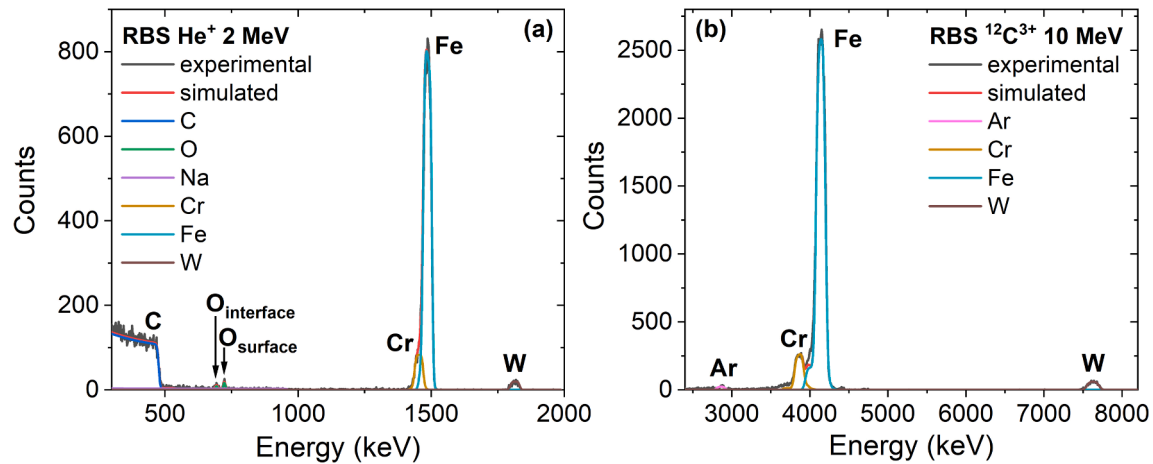 RBS He⁺ 2 MeV
(a)
experimental
simulated
C
O
Na
Cr
Fe
W
Fe
C
O_interface
O_surface
Cr
W
800
600
400
200
0
Counts
500
1000
1500
2000
Energy (keV)
(b)
RBS ¹²C³⁺ 10 MeV
experimental
simulated
Ar
Cr
Fe
W
Fe
Cr
Ar
W
2500
2000
1500
1000
500
0
Counts
3000
4000
5000
6000
7000
8000
Energy (keV)